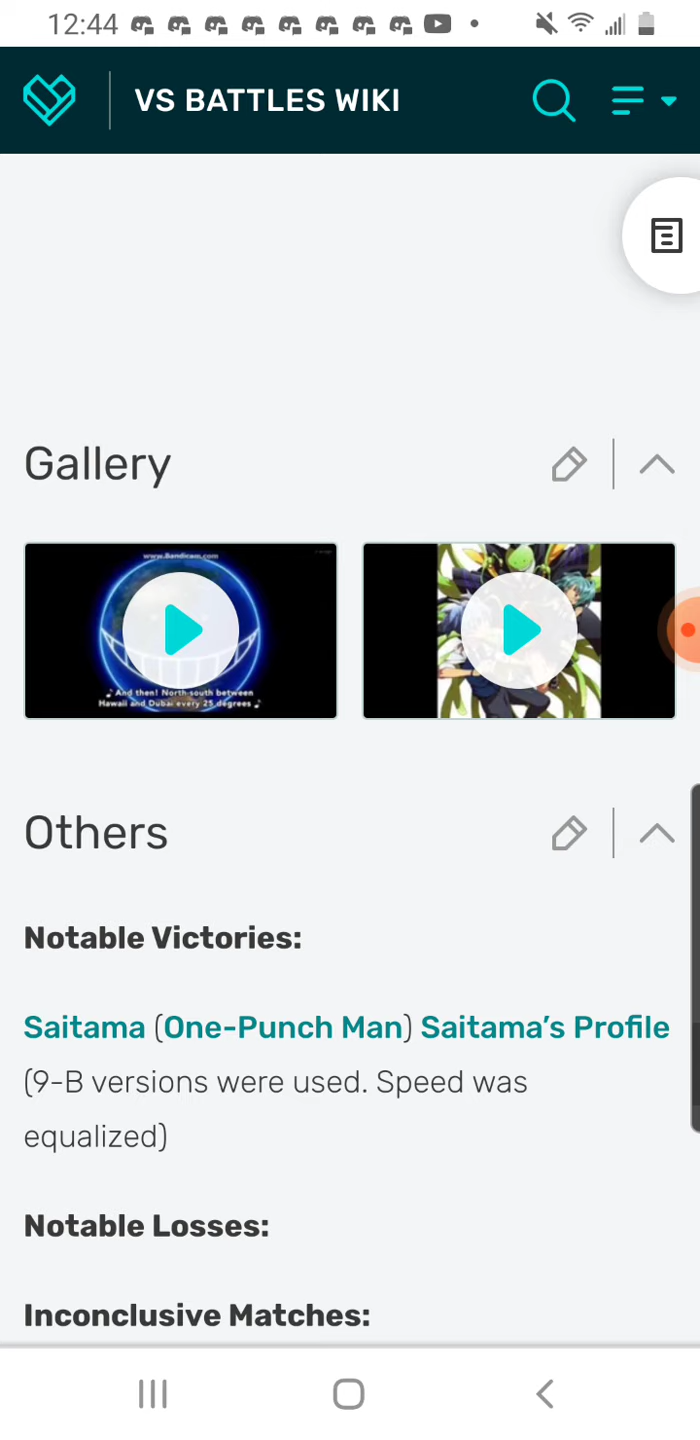 12:44
VS BATTLES WIKI
Gallery
www.Bandicam.com
♪ And then! North-south between
Hawaii and Dubai every 25 degrees ♪
Others
Notable Victories:
Saitama (One-Punch Man) Saitama's Profile
(9-B versions were used. Speed was
equalized)
Notable Losses:
Inconclusive Matches: